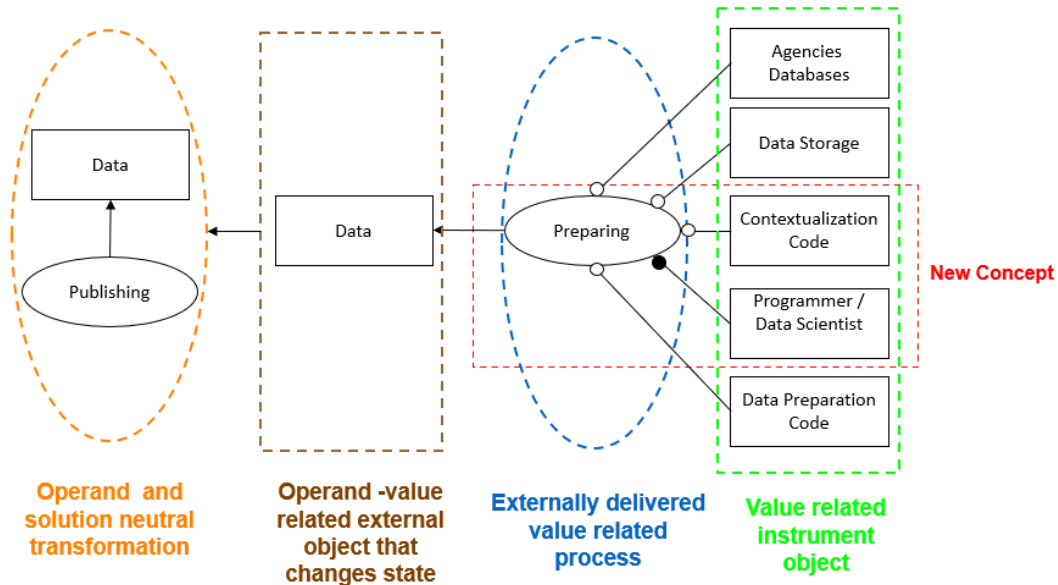 Agencies
Databases
Data
Data Storage
Data
Preparing
Contextualization
Code
New Concept
Publishing
Programmer /
Data Scientist
Data Preparation
Code
Operand and
solution neutral
transformation
Operand -value
related external
object that
changes state
Externally delivered
value related
process
Value related
instrument
object